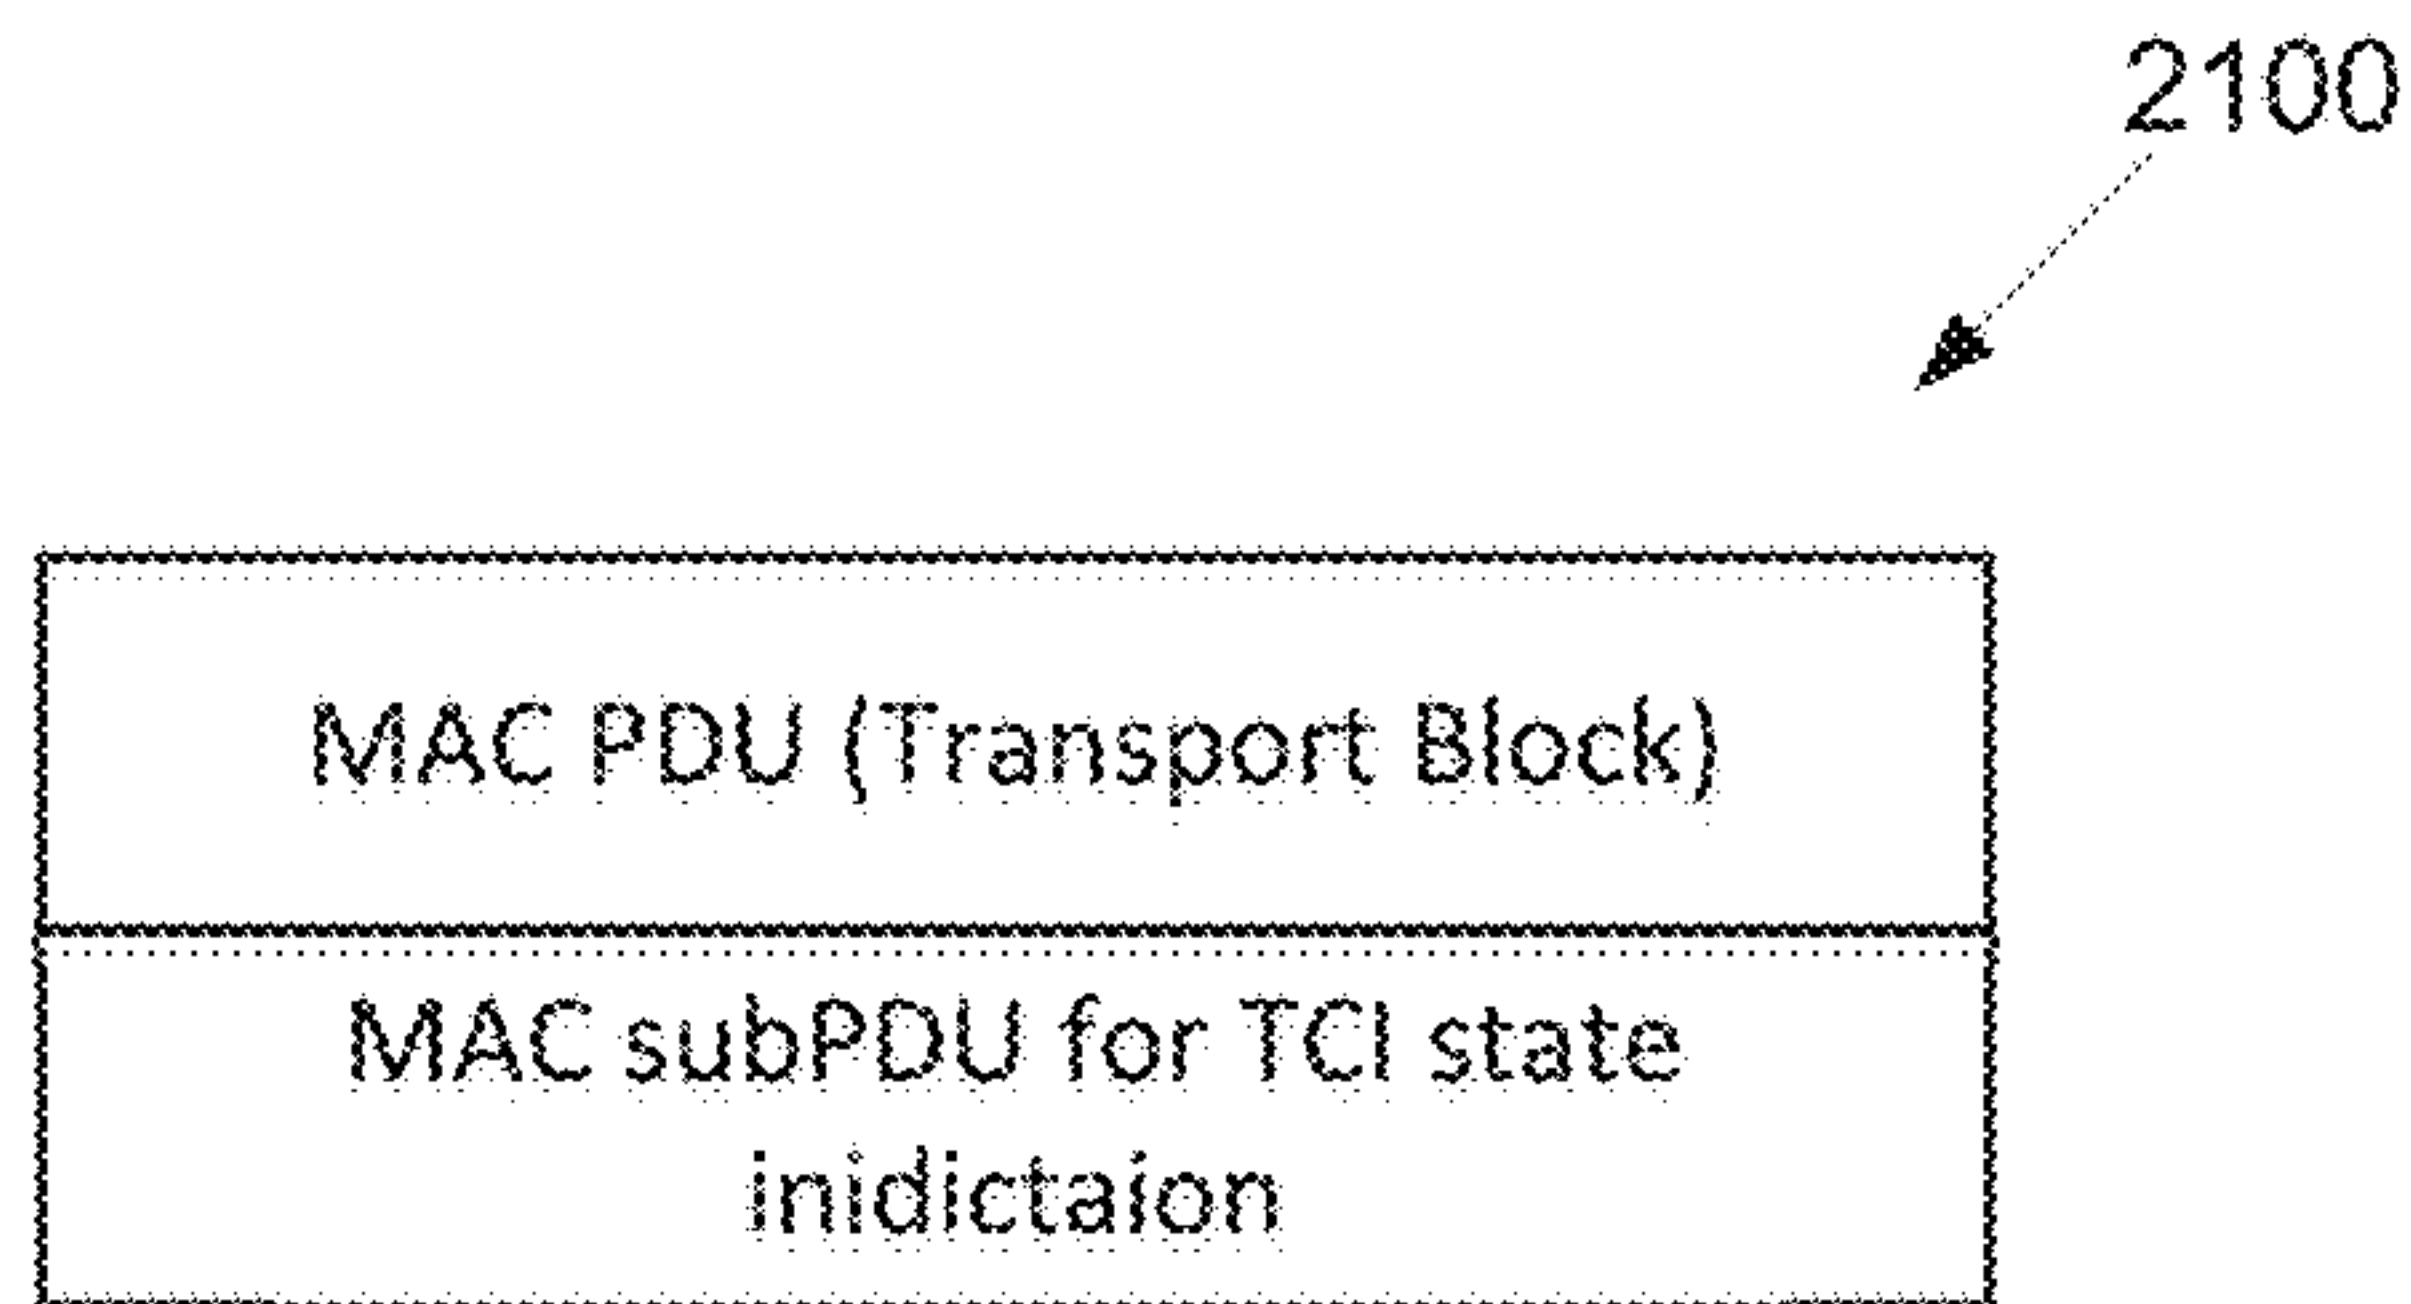 2100
MAC PDU (Transport Block)
MAC subPDU for TCI state
inidictaion